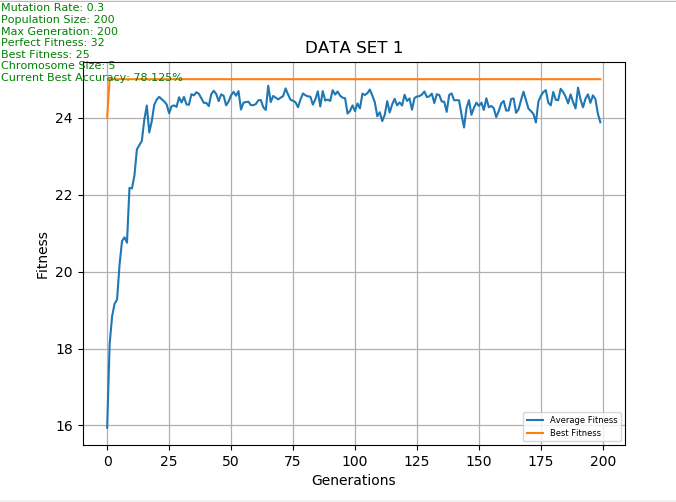 Mutation Rate: 0.3
Population Size: 200
Max Generation: 200
Perfect Fitness: 32
Best Fitness: 25
Chromosome Size: 5
Current Best Accuracy: 78.125%
DATA SET 1
24
22
20
18
16
Fitness
0 25 50 75 100 125 150 175 200
Generations
Average Fitness
Best Fitness